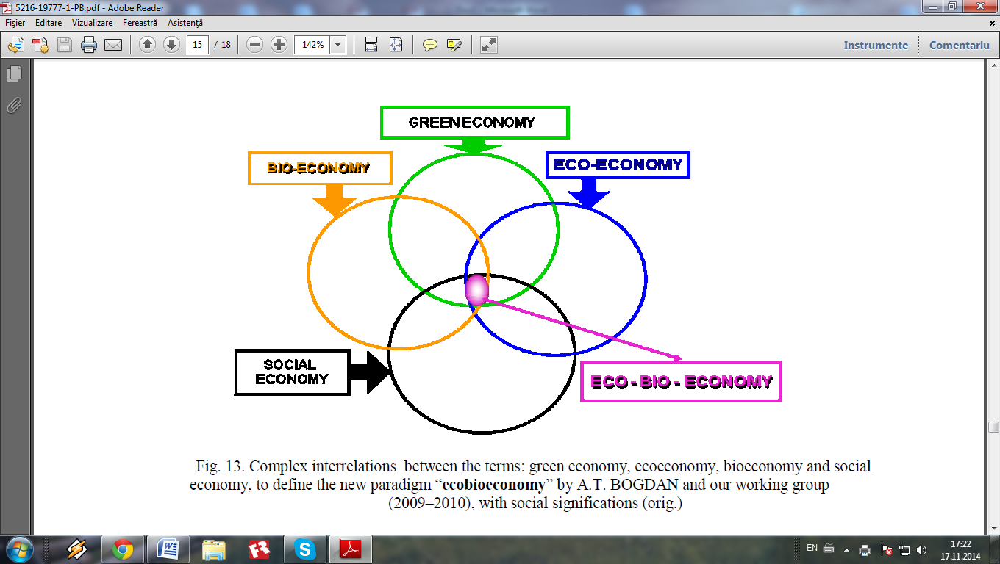 5216-19777-1-PB.pdf - Adobe Reader
Fișier Editare Vizualizare Fereastră Asistență
15 / 18 142% Instrumente Comentariu
GREEN ECONOMY
BIO-ECONOMY
ECO-ECONOMY
SOCIAL
ECONOMY
ECO - BIO - ECONOMY
Fig. 13. Complex interrelations between the terms: green economy, ecoeconomy, bioeconomy and social
economy, to define the new paradigm “ecobioeconomy” by A.T. BOGDAN and our working group
(2009–2010), with social significations (orig.)
EN
17:22
17.11.2014